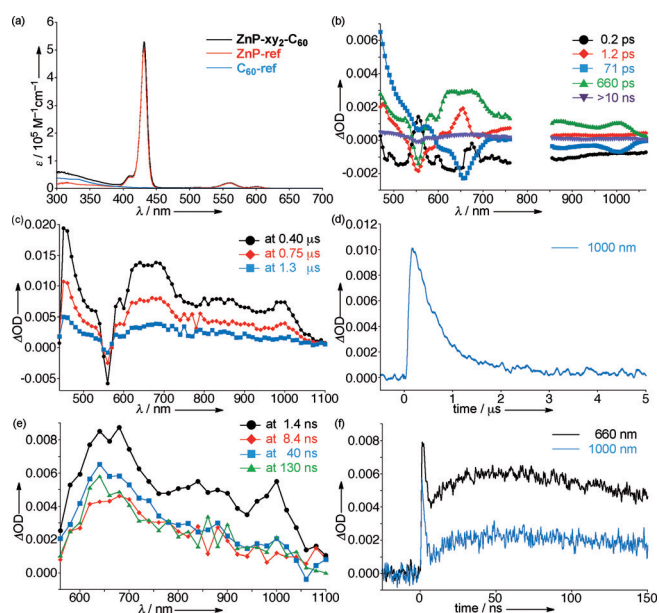 (a)
ZnP-xy₂-C₆₀
ZnP-ref
C₆₀-ref
ε / 10⁵ M⁻¹cm⁻¹
6
5
4
3
2
1
0
300 350 400 450 500 550 600 650 700
λ / nm
(b)
0.2 ps
1.2 ps
71 ps
660 ps
>10 ns
ΔOD
0.006
0.004
0.002
0.000
-0.002
500 600 700 800 900 1000
λ / nm
(c)
at 0.40 μs
at 0.75 μs
at 1.3 μs
ΔOD
0.020
0.015
0.010
0.005
0.000
-0.005
500 600 700 800 900 1000 1100
λ / nm
(d)
1000 nm
ΔOD
0.012
0.010
0.008
0.006
0.004
0.002
0.000
0 1 2 3 4 5
time / μs
(e)
at 1.4 ns
at 8.4 ns
at 40 ns
at 130 ns
ΔOD
0.008
0.006
0.004
0.002
0.000
600 700 800 900 1000 1100
λ / nm
(f)
660 nm
1000 nm
ΔOD
0.008
0.006
0.004
0.002
0.000
0 50 100 150
time / ns